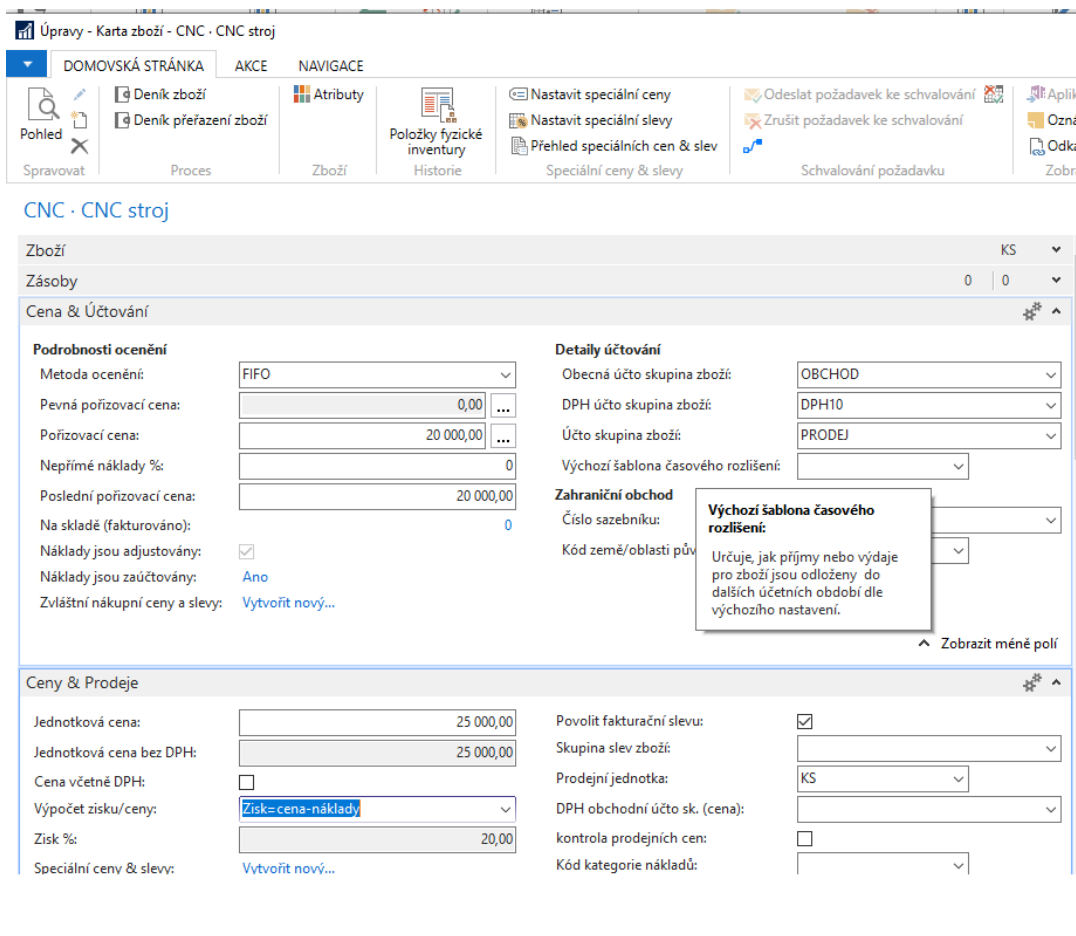 Úpravy - Karta zboží - CNC · CNC stroj
DOMOVSKÁ STRÁNKA AKCE NAVIGACE
Pohled
Deník zboží
Deník přeřazení zboží
Atributy
Položky fyzické
inventury
Nastavit speciální ceny
Nastavit speciální slevy
Přehled speciálních cen & slev
Odeslat požadavek ke schvalování
Zrušit požadavek ke schvalování
Spravovat Proces Zboží Historie Speciální ceny & slevy Schvalování požadavku
CNC · CNC stroj
Zboží KS
Zásoby 0 0
Cena & Účtování
Podrobnosti ocenění
Metoda ocenění: FIFO
Pevná pořizovací cena: 0,00 ...
Pořizovací cena: 20 000,00 ...
Nepřímé náklady %: 0
Poslední pořizovací cena: 20 000,00
Na skladě (fakturováno): 0
Náklady jsou adjustovány:
Náklady jsou zaúčtovány: Ano
Zvláštní nákupní ceny a slevy: Vytvořit nový...
Detaily účtování
Obecná účto skupina zboží: OBCHOD
DPH účto skupina zboží: DPH10
Účto skupina zboží: PRODEJ
Výchozí šablona časového rozlišení:
Zahraniční obchod
Číslo sazebníku:
Kód země/oblasti pův
Výchozí šablona časového
rozlišení:
Určuje, jak příjmy nebo výdaje
pro zboží jsou odloženy do
dalších účetních období dle
výchozího nastavení.
Zobrazit méně polí
Ceny & Prodeje
Jednotková cena: 25 000,00
Jednotková cena bez DPH: 25 000,00
Cena včetně DPH:
Výpočet zisku/ceny: Zisk=cena-náklady
Zisk %: 20,00
Speciální ceny & slevy: Vytvořit nový...
Povolit fakturační slevu:
Skupina slev zboží:
Prodejní jednotka: KS
DPH obchodní účto sk. (cena):
kontrola prodejních cen:
Kód kategorie nákladů: